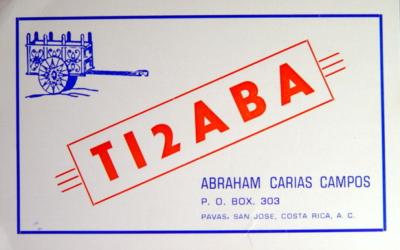 TI2ABA
ABRAHAM CARIAS CAMPOS
P. O. BOX. 303
PAVAS, SAN JOSE, COSTA RICA, A. C.